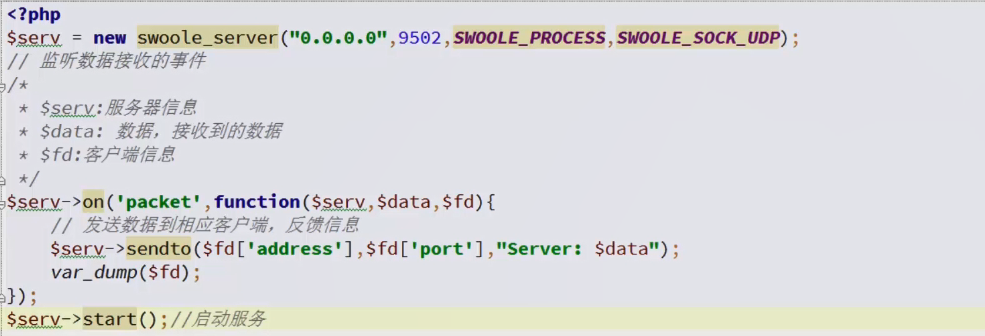 <?php
$serv = new swoole_server("0.0.0.0",9502,SWOOLE_PROCESS,SWOOLE_SOCK_UDP);
// 监听数据接收的事件
/*
 * $serv:服务器信息
 * $data: 数据，接收到的数据
 * $fd:客户端信息
 */
$serv->on('packet',function($serv,$data,$fd){
    // 发送数据到相应客户端，反馈信息
    $serv->sendto($fd['address'],$fd['port'],"Server: $data");
    var_dump($fd);
});
$serv->start();//启动服务